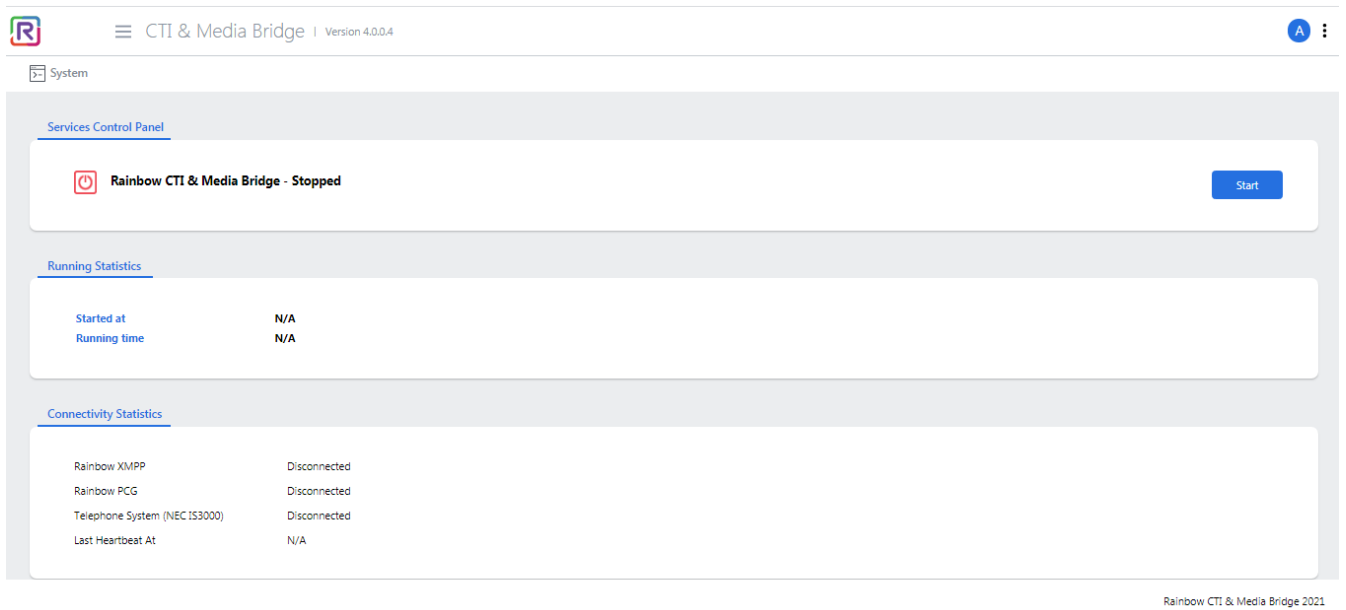 R CTI & Media Bridge | Version 4.0.0.4 A
System
Services Control Panel
Rainbow CTI & Media Bridge - Stopped Start
Running Statistics
Started at N/A
Running time N/A
Connectivity Statistics
Rainbow XMPP Disconnected
Rainbow PCG Disconnected
Telephone System (NEC IS3000) Disconnected
Last Heartbeat At N/A
Rainbow CTI & Media Bridge 2021